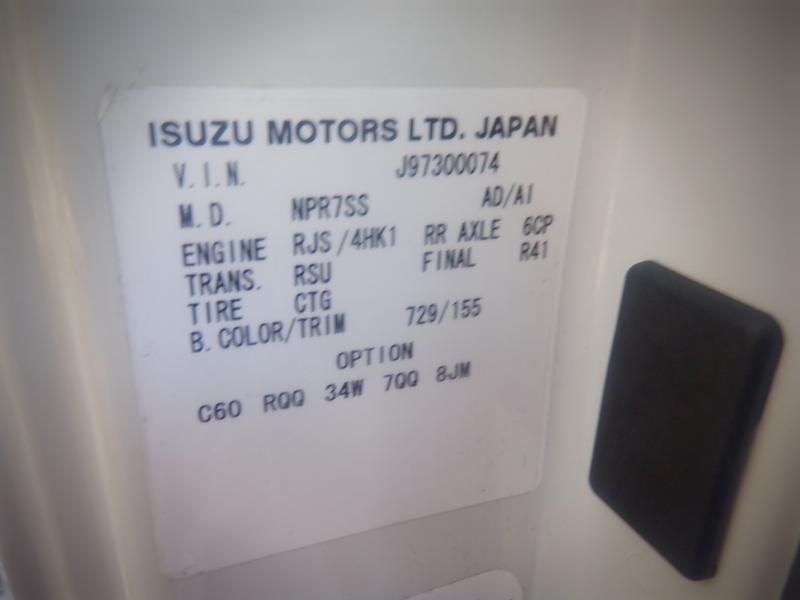 ISUZU MOTORS LTD. JAPAN
V.I.N. J97300074
M.D. NPR7SS AD/AI
ENGINE RJS/4HK1 RR AXLE 6CP
TRANS. RSU FINAL R41
TIRE CTG
B.COLOR/TRIM 729/155
OPTION
C60 RQQ 34W 7QQ 8JM